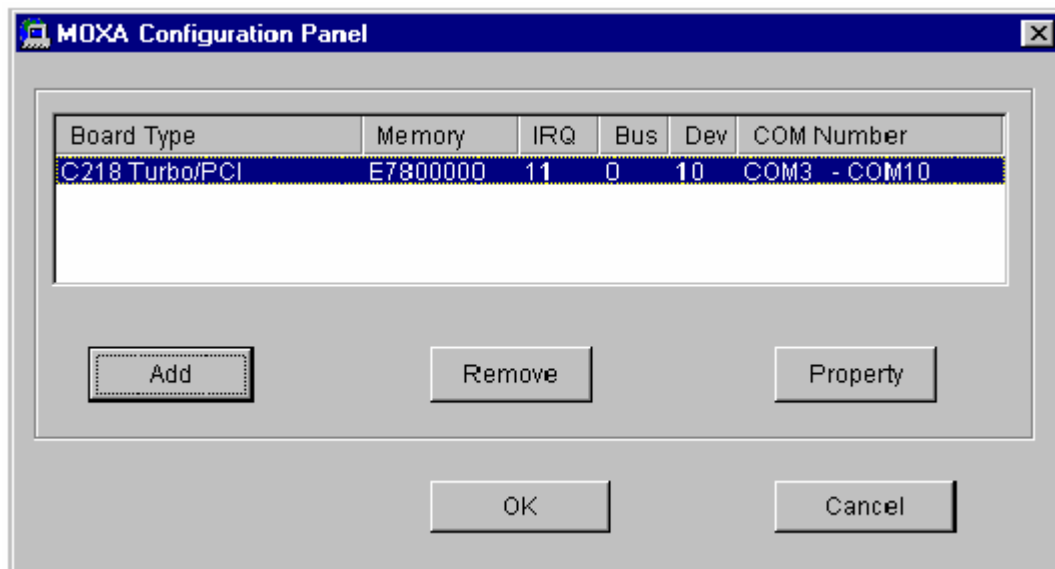 MOXA Configuration Panel
Board Type Memory IRQ Bus Dev COM Number
C218 Turbo/PCI E7800000 11 0 10 COM3 - COM10
Add Remove Property
OK Cancel